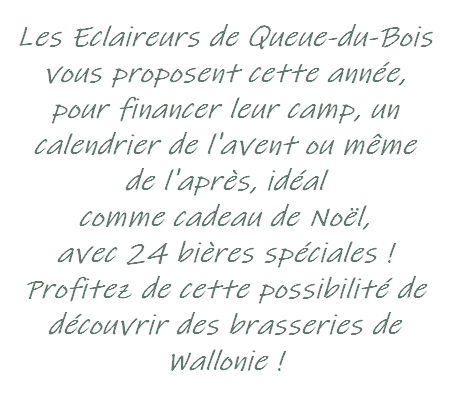 Les Eclaireurs de Queue-du-Bois
vous proposent cette année,
pour financer leur camp, un
calendrier de l'avent ou même
de l'après, idéal
comme cadeau de Noël,
avec 24 bières spéciales !
Profitez de cette possibilité de
découvrir des brasseries de
Wallonie !